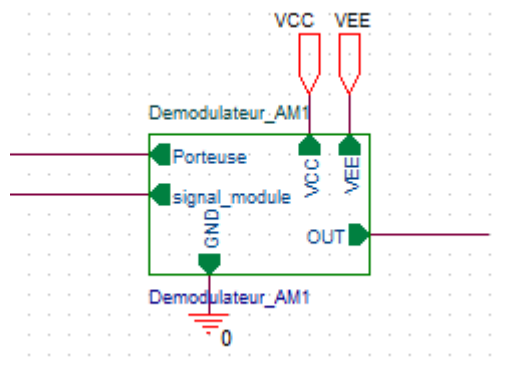 VCC VEE
Demodulateur_AM1
Porteuse
VCC
VEE
signal_module
GND
OUT
Demodulateur_AM1
0